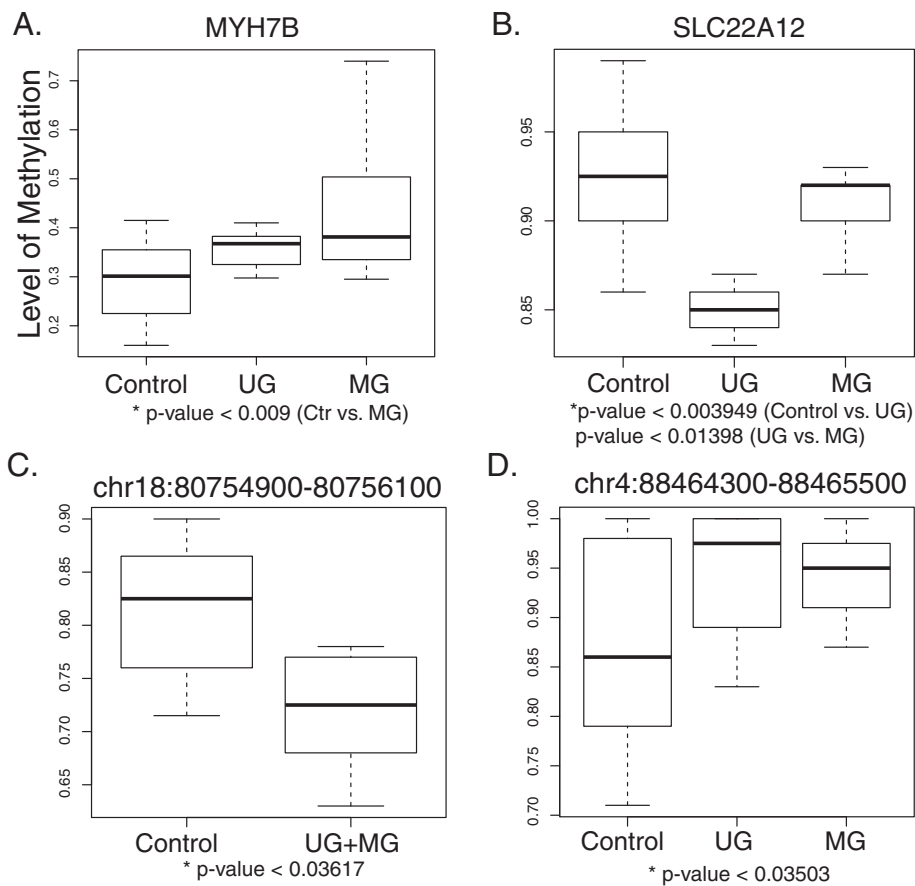 A.
MYH7B
Level of Methylation
0.7
0.6
0.5
0.4
0.3
0.2
Control UG MG
* p-value < 0.009 (Ctr vs. MG)
B.
SLC22A12
0.95
0.90
0.85
Control UG MG
*p-value < 0.003949 (Control vs. UG)
p-value < 0.01398 (UG vs. MG)
C.
chr18:80754900-80756100
0.90
0.85
0.80
0.75
0.70
0.65
Control UG+MG
* p-value < 0.03617
D.
chr4:88464300-88465500
1.00
0.95
0.90
0.85
0.80
0.75
0.70
Control UG MG
* p-value < 0.03503